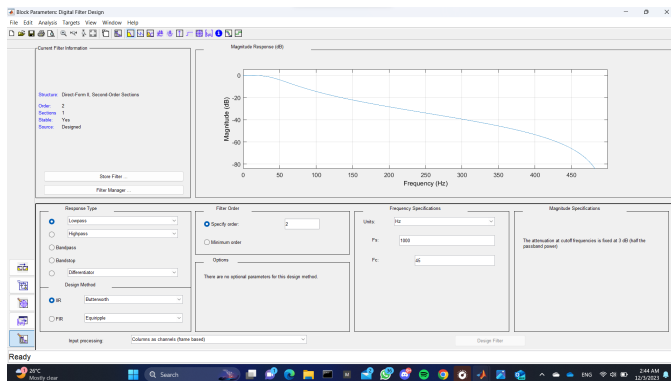 Block Parameters: Digital Filter Design
File Edit Analysis Targets View Window Help
Current Filter Information
Structure: Direct-Form II, Second-Order Sections
Order: 2
Sections: 1
Stable: Yes
Source: Designed
Store Filter ...
Filter Manager ...
Magnitude Response (dB)
Magnitude (dB)
0
-20
-40
-60
-80
0 50 100 150 200 250 300 350 400 450
Frequency (Hz)
Response Type
Lowpass
Highpass
Bandpass
Bandstop
Differentiator
Design Method
IIR Butterworth
FIR Equiripple
Filter Order
Specify order: 2
Minimum order
Options
There are no optional parameters for this design method.
Frequency Specifications
Units: Hz
Fs: 1000
Fc: 45
Magnitude Specifications
The attenuation at cutoff frequencies is fixed at 3 dB (half the
passband power)
Input processing: Columns as channels (frame based)
Design Filter
Ready
26°C
Mostly clear
Search
ENG
2:44 AM
12/3/2023